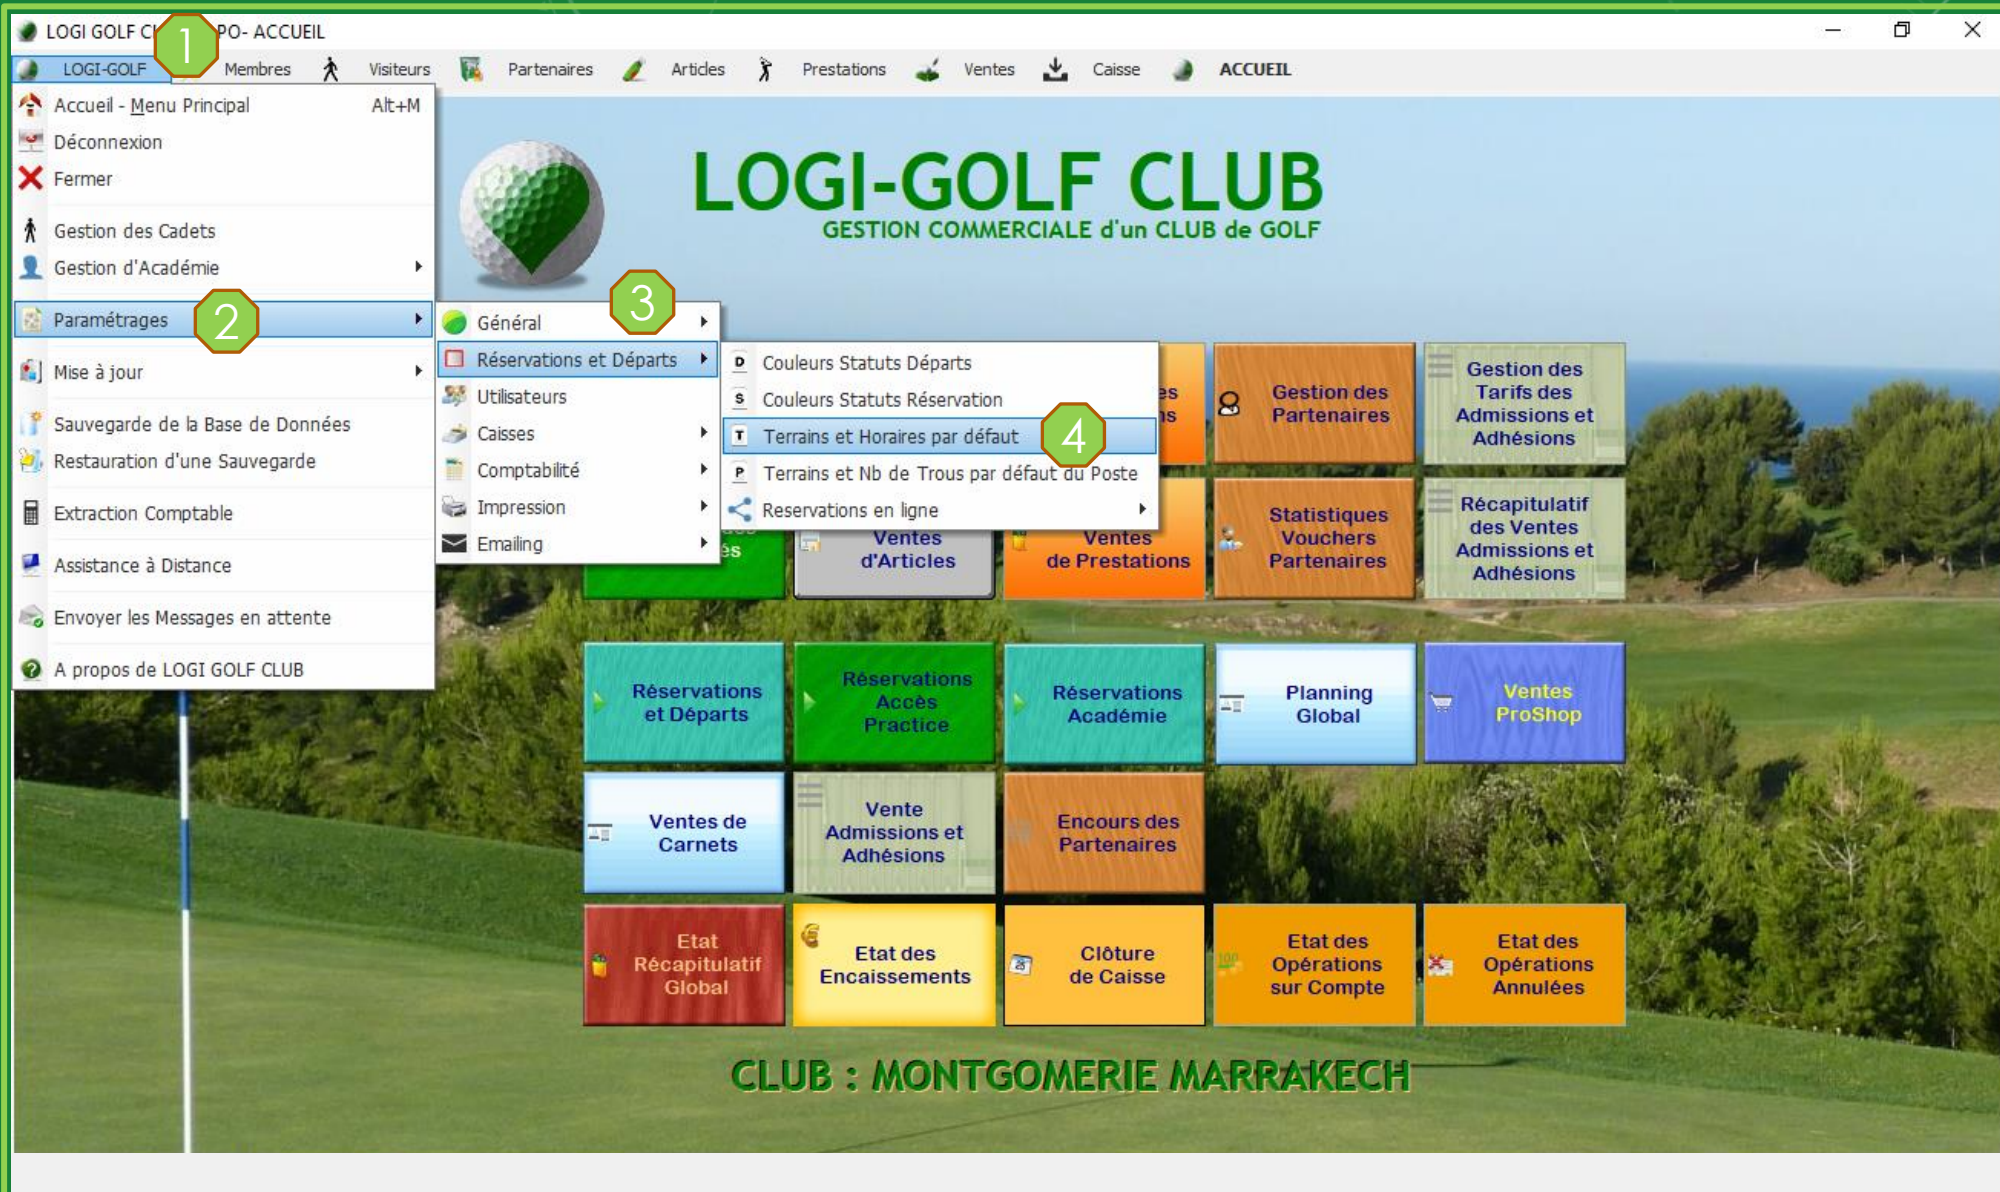 LOGI GOLF C
PO- ACCUEIL
1
LOGI-GOLF
Membres
Visiteurs
Partenaires
Articles
Prestations
Ventes
Caisse
ACCUEIL
Accueil - Menu Principal Alt+M
Déconnexion
Fermer
Gestion des Cadets
Gestion d'Académie
Paramétrages
2
Mise à jour
Sauvegarde de la Base de Données
Restauration d'une Sauvegarde
Extraction Comptable
Assistance à Distance
Envoyer les Messages en attente
A propos de LOGI GOLF CLUB
3
Général
Réservations et Départs
Utilisateurs
Caisses
Comptabilité
Impression
Emailing
D Couleurs Statuts Départs
S Couleurs Statuts Réservation
T Terrains et Horaires par défaut
4
P Terrains et Nb de Trous par défaut du Poste
Reservations en ligne
LOGI-GOLF CLUB
GESTION COMMERCIALE d'un CLUB de GOLF
Gestion des
Partenaires
Gestion des
Tarifs des
Admissions et
Adhésions
Ventes
d'Articles
Ventes
de Prestations
Statistiques
Vouchers
Partenaires
Récapitulatif
des Ventes
Admissions et
Adhésions
Réservations
et Départs
Réservations
Accès
Practice
Réservations
Académie
Planning
Global
Ventes
ProShop
Ventes de
Carnets
Vente
Admissions et
Adhésions
Encours des
Partenaires
Etat
Récapitulatif
Global
Etat des
Encaissements
Clôture
de Caisse
Etat des
Opérations
sur Compte
Etat des
Opérations
Annulées
CLUB : MONTGOMERIE MARRAKECH